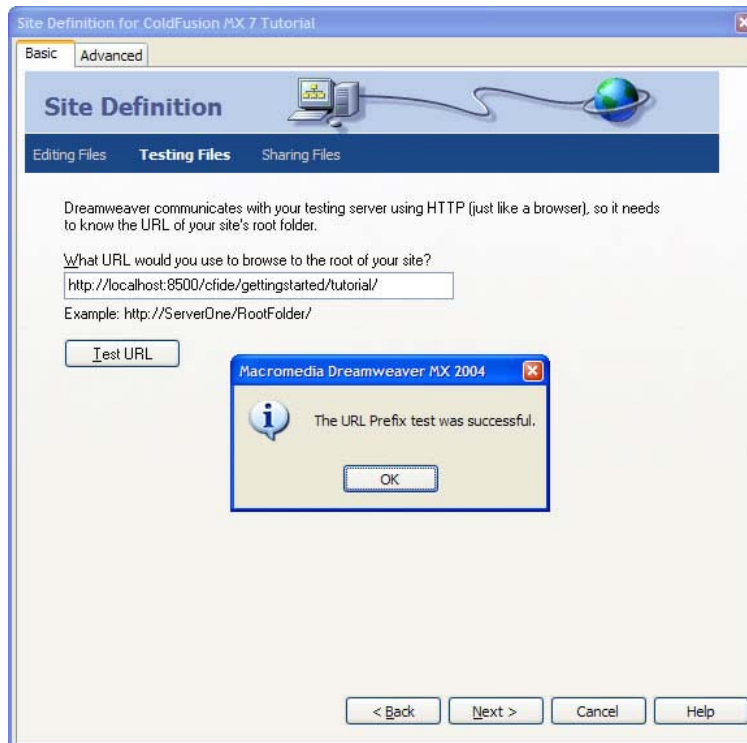 Site Definition for ColdFusion MX 7 Tutorial
Basic Advanced
Site Definition
Editing Files Testing Files Sharing Files
Dreamweaver communicates with your testing server using HTTP (just like a browser), so it needs
to know the URL of your site's root folder.
What URL would you use to browse to the root of your site?
http://localhost:8500/cfide/gettingstarted/tutorial/
Example: http://ServerOne/RootFolder/
Test URL
Macromedia Dreamweaver MX 2004
The URL Prefix test was successful.
OK
< Back Next > Cancel Help